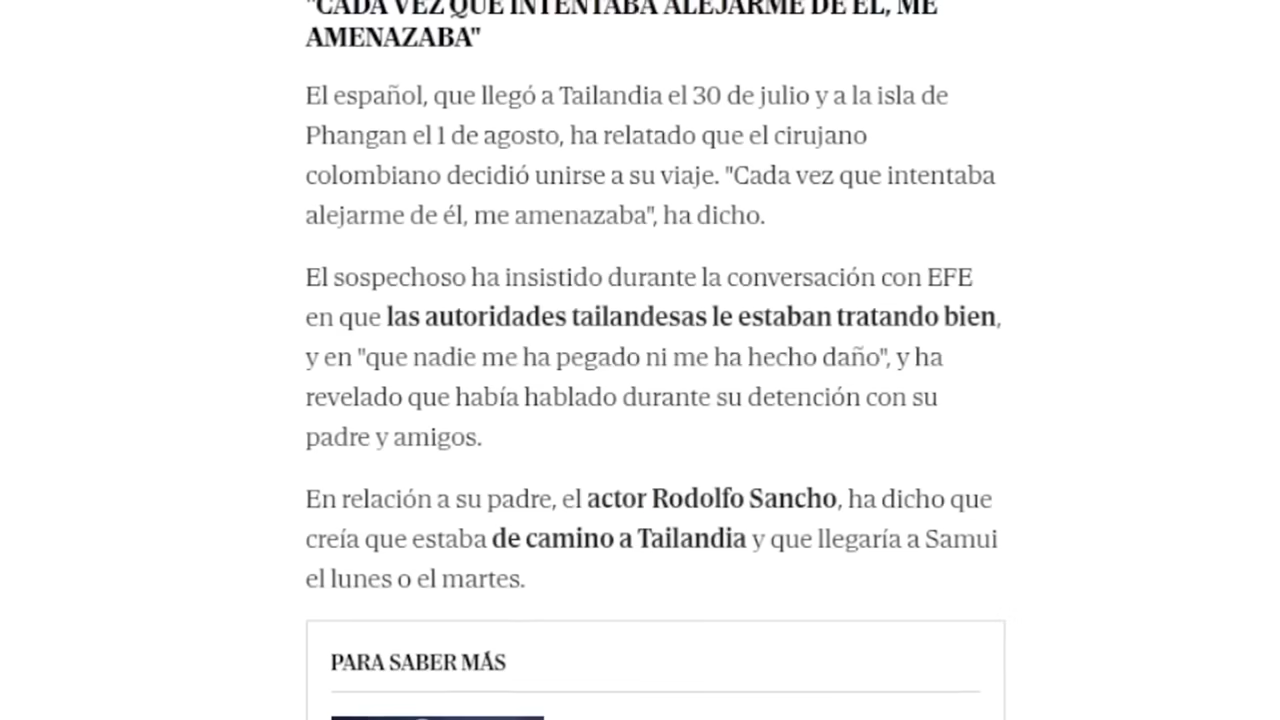 "CADA VEZ QUE INTENTABA ALEJARME DE ÉL, ME
AMENAZABA"
El español, que llegó a Tailandia el 30 de julio y a la isla de
Phangan el 1 de agosto, ha relatado que el cirujano
colombiano decidió unirse a su viaje. "Cada vez que intentaba
alejarme de él, me amenazaba", ha dicho.
El sospechoso ha insistido durante la conversación con EFE
en que las autoridades tailandesas le estaban tratando bien,
y en "que nadie me ha pegado ni me ha hecho daño", y ha
revelado que había hablado durante su detención con su
padre y amigos.
En relación a su padre, el actor Rodolfo Sancho, ha dicho que
creía que estaba de camino a Tailandia y que llegaría a Samui
el lunes o el martes.
PARA SABER MÁS